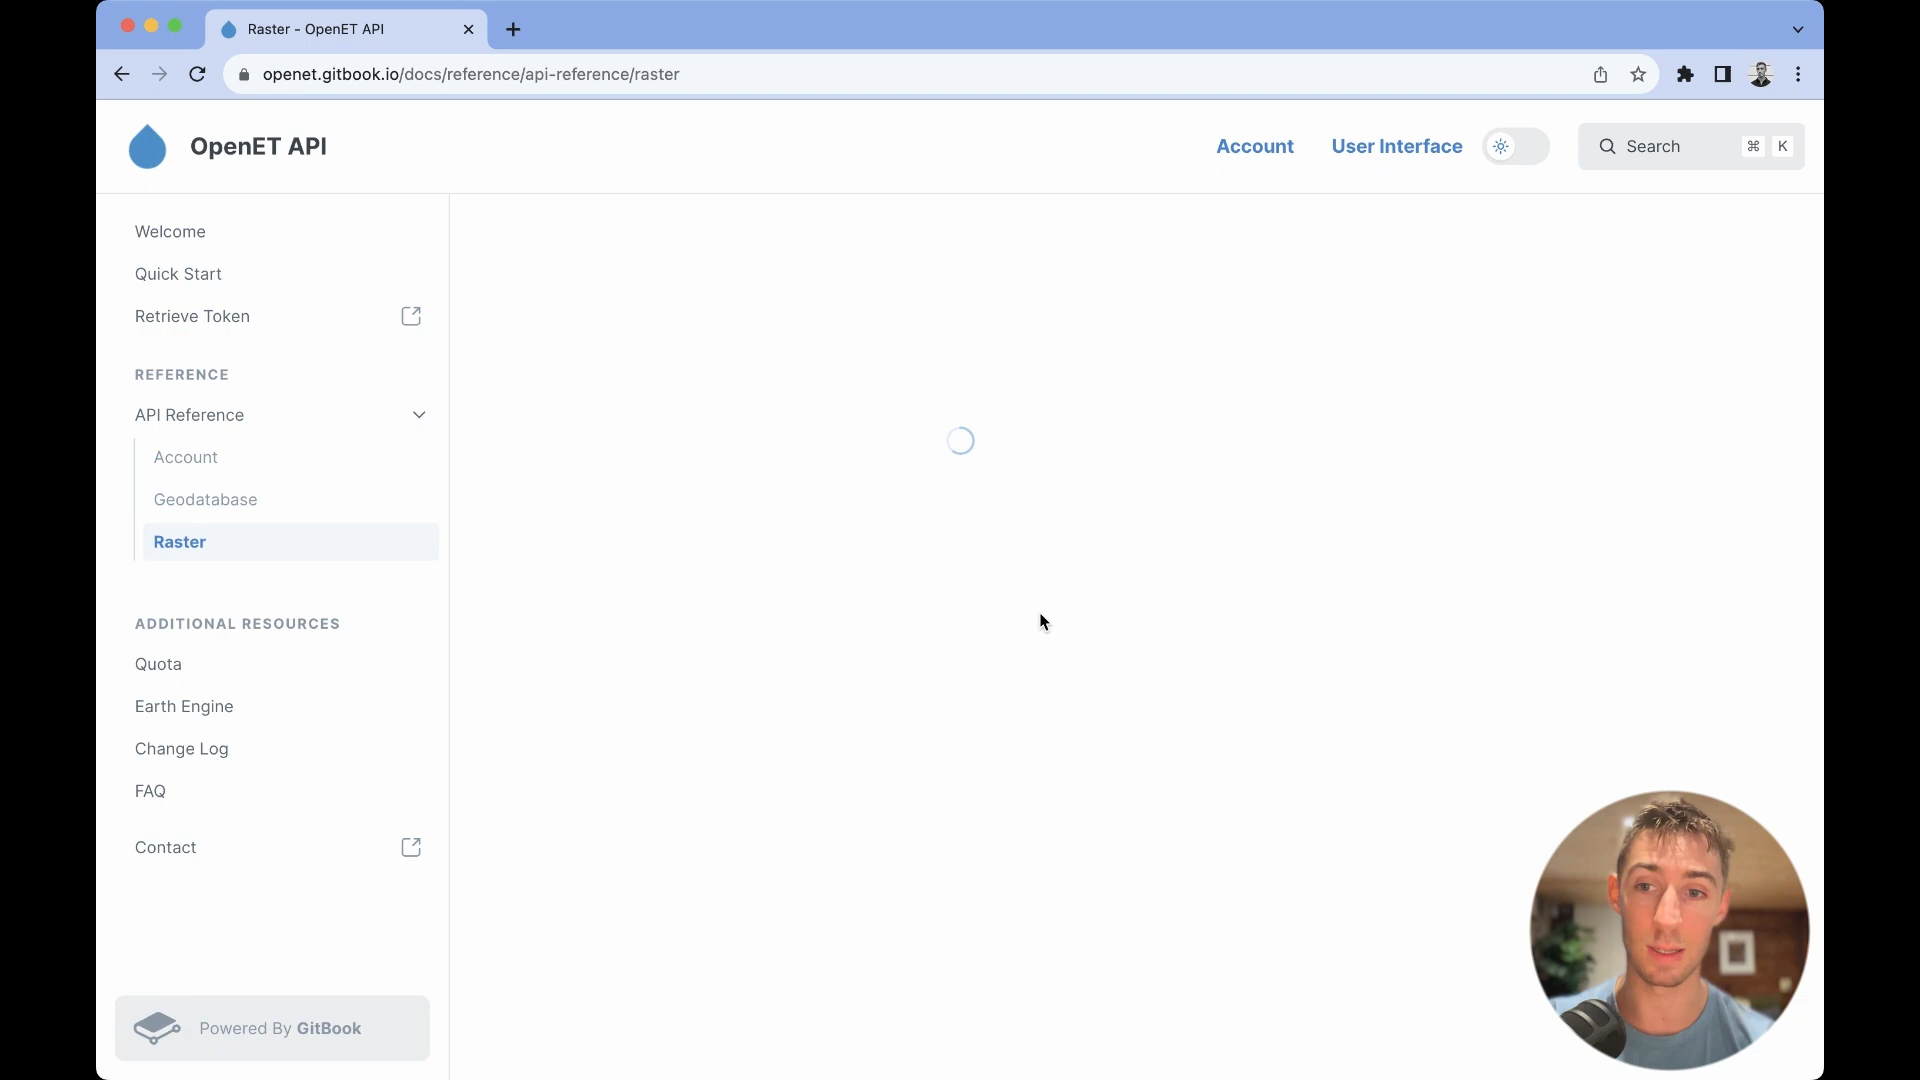 Raster - OpenET API
openet.gitbook.io/docs/reference/api-reference/raster
OpenET API
Account
User Interface
Search
⌘ K
Welcome
Quick Start
Retrieve Token
REFERENCE
API Reference
Account
Geodatabase
Raster
ADDITIONAL RESOURCES
Quota
Earth Engine
Change Log
FAQ
Contact
Powered By GitBook